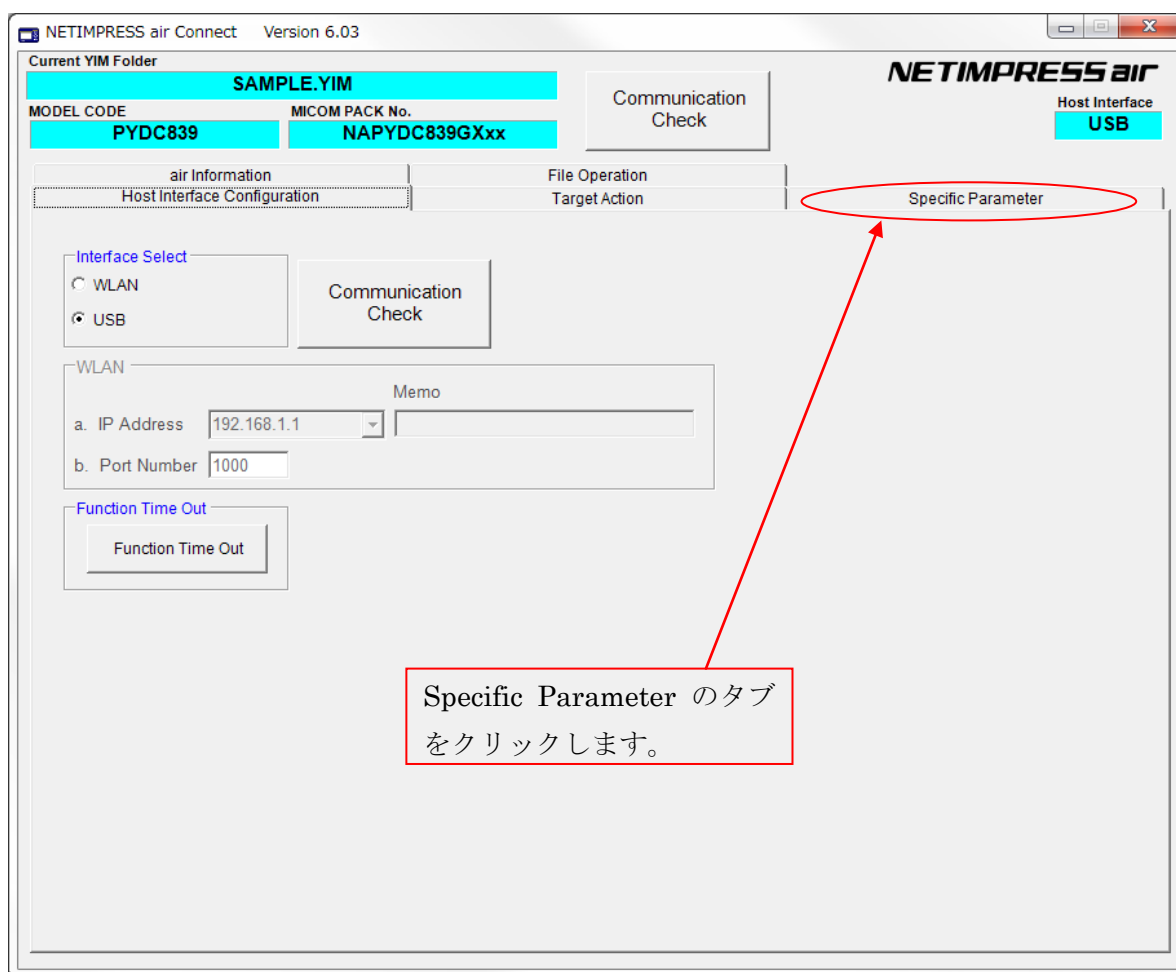 NETIMPRESS air Connect Version 6.03
Current YIM Folder
SAMPLE.YIM
MODEL CODE
MICOM PACK No.
PYDC839
NAPYDC839GXxx
Communication
Check
NETIMPRESS air
Host Interface
USB
air Information
File Operation
Host Interface Configuration
Target Action
Specific Parameter
Interface Select
WLAN
USB
Communication
Check
WLAN
Memo
a. IP Address 192.168.1.1
b. Port Number 1000
Function Time Out
Function Time Out
Specific Parameter のタブ
をクリックします。